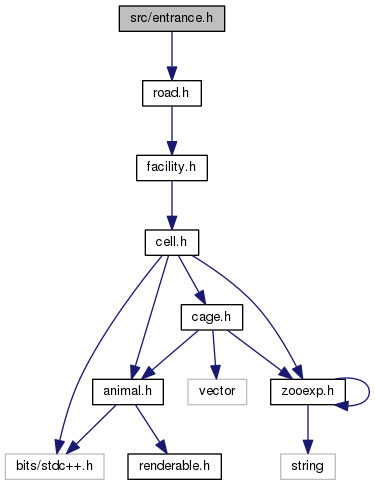 src/entrance.h
road.h
facility.h
cell.h
cage.h
animal.h
vector
zooexp.h
bits/stdc++.h
renderable.h
string